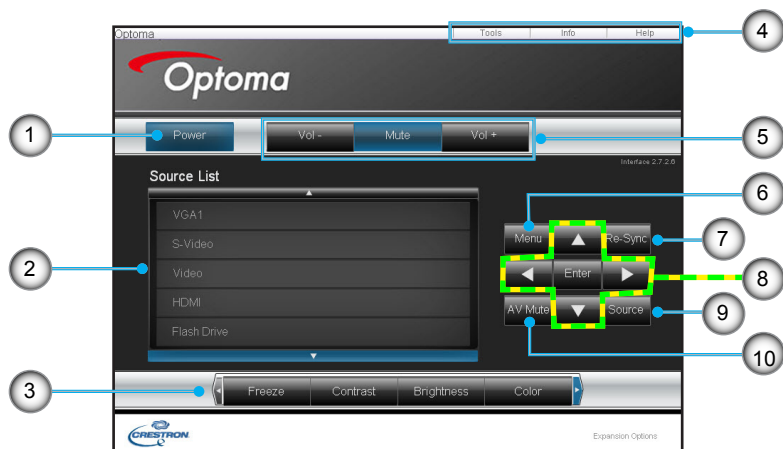 Optoma
Tools Info Help
4
Optoma
1
Power
Vol - Mute Vol +
5
Interface 2.7.2.6
Source List
6
VGA1
S-Video
Video
HDMI
Flash Drive
2
Menu Re-Sync
7
Enter
8
AV Mute Source
9
10
3
Freeze Contrast Brightness Color
CRESTRON
Expansion Options